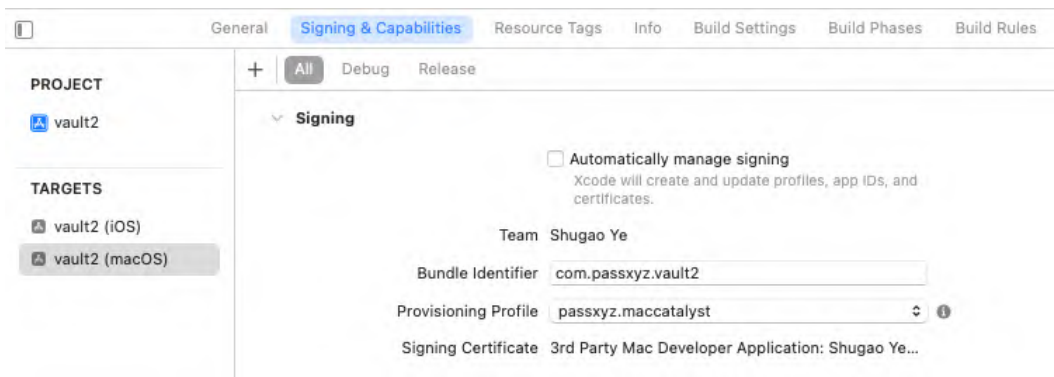 General Signing & Capabilities Resource Tags Info Build Settings Build Phases Build Rules
+ All Debug Release
PROJECT
vault2
TARGETS
vault2 (iOS)
vault2 (macOS)
Signing
Automatically manage signing
Xcode will create and update profiles, app IDs, and
certificates.
Team Shugao Ye
Bundle Identifier com.passxyz.vault2
Provisioning Profile passxyz.maccatalyst
Signing Certificate 3rd Party Mac Developer Application: Shugao Ye...